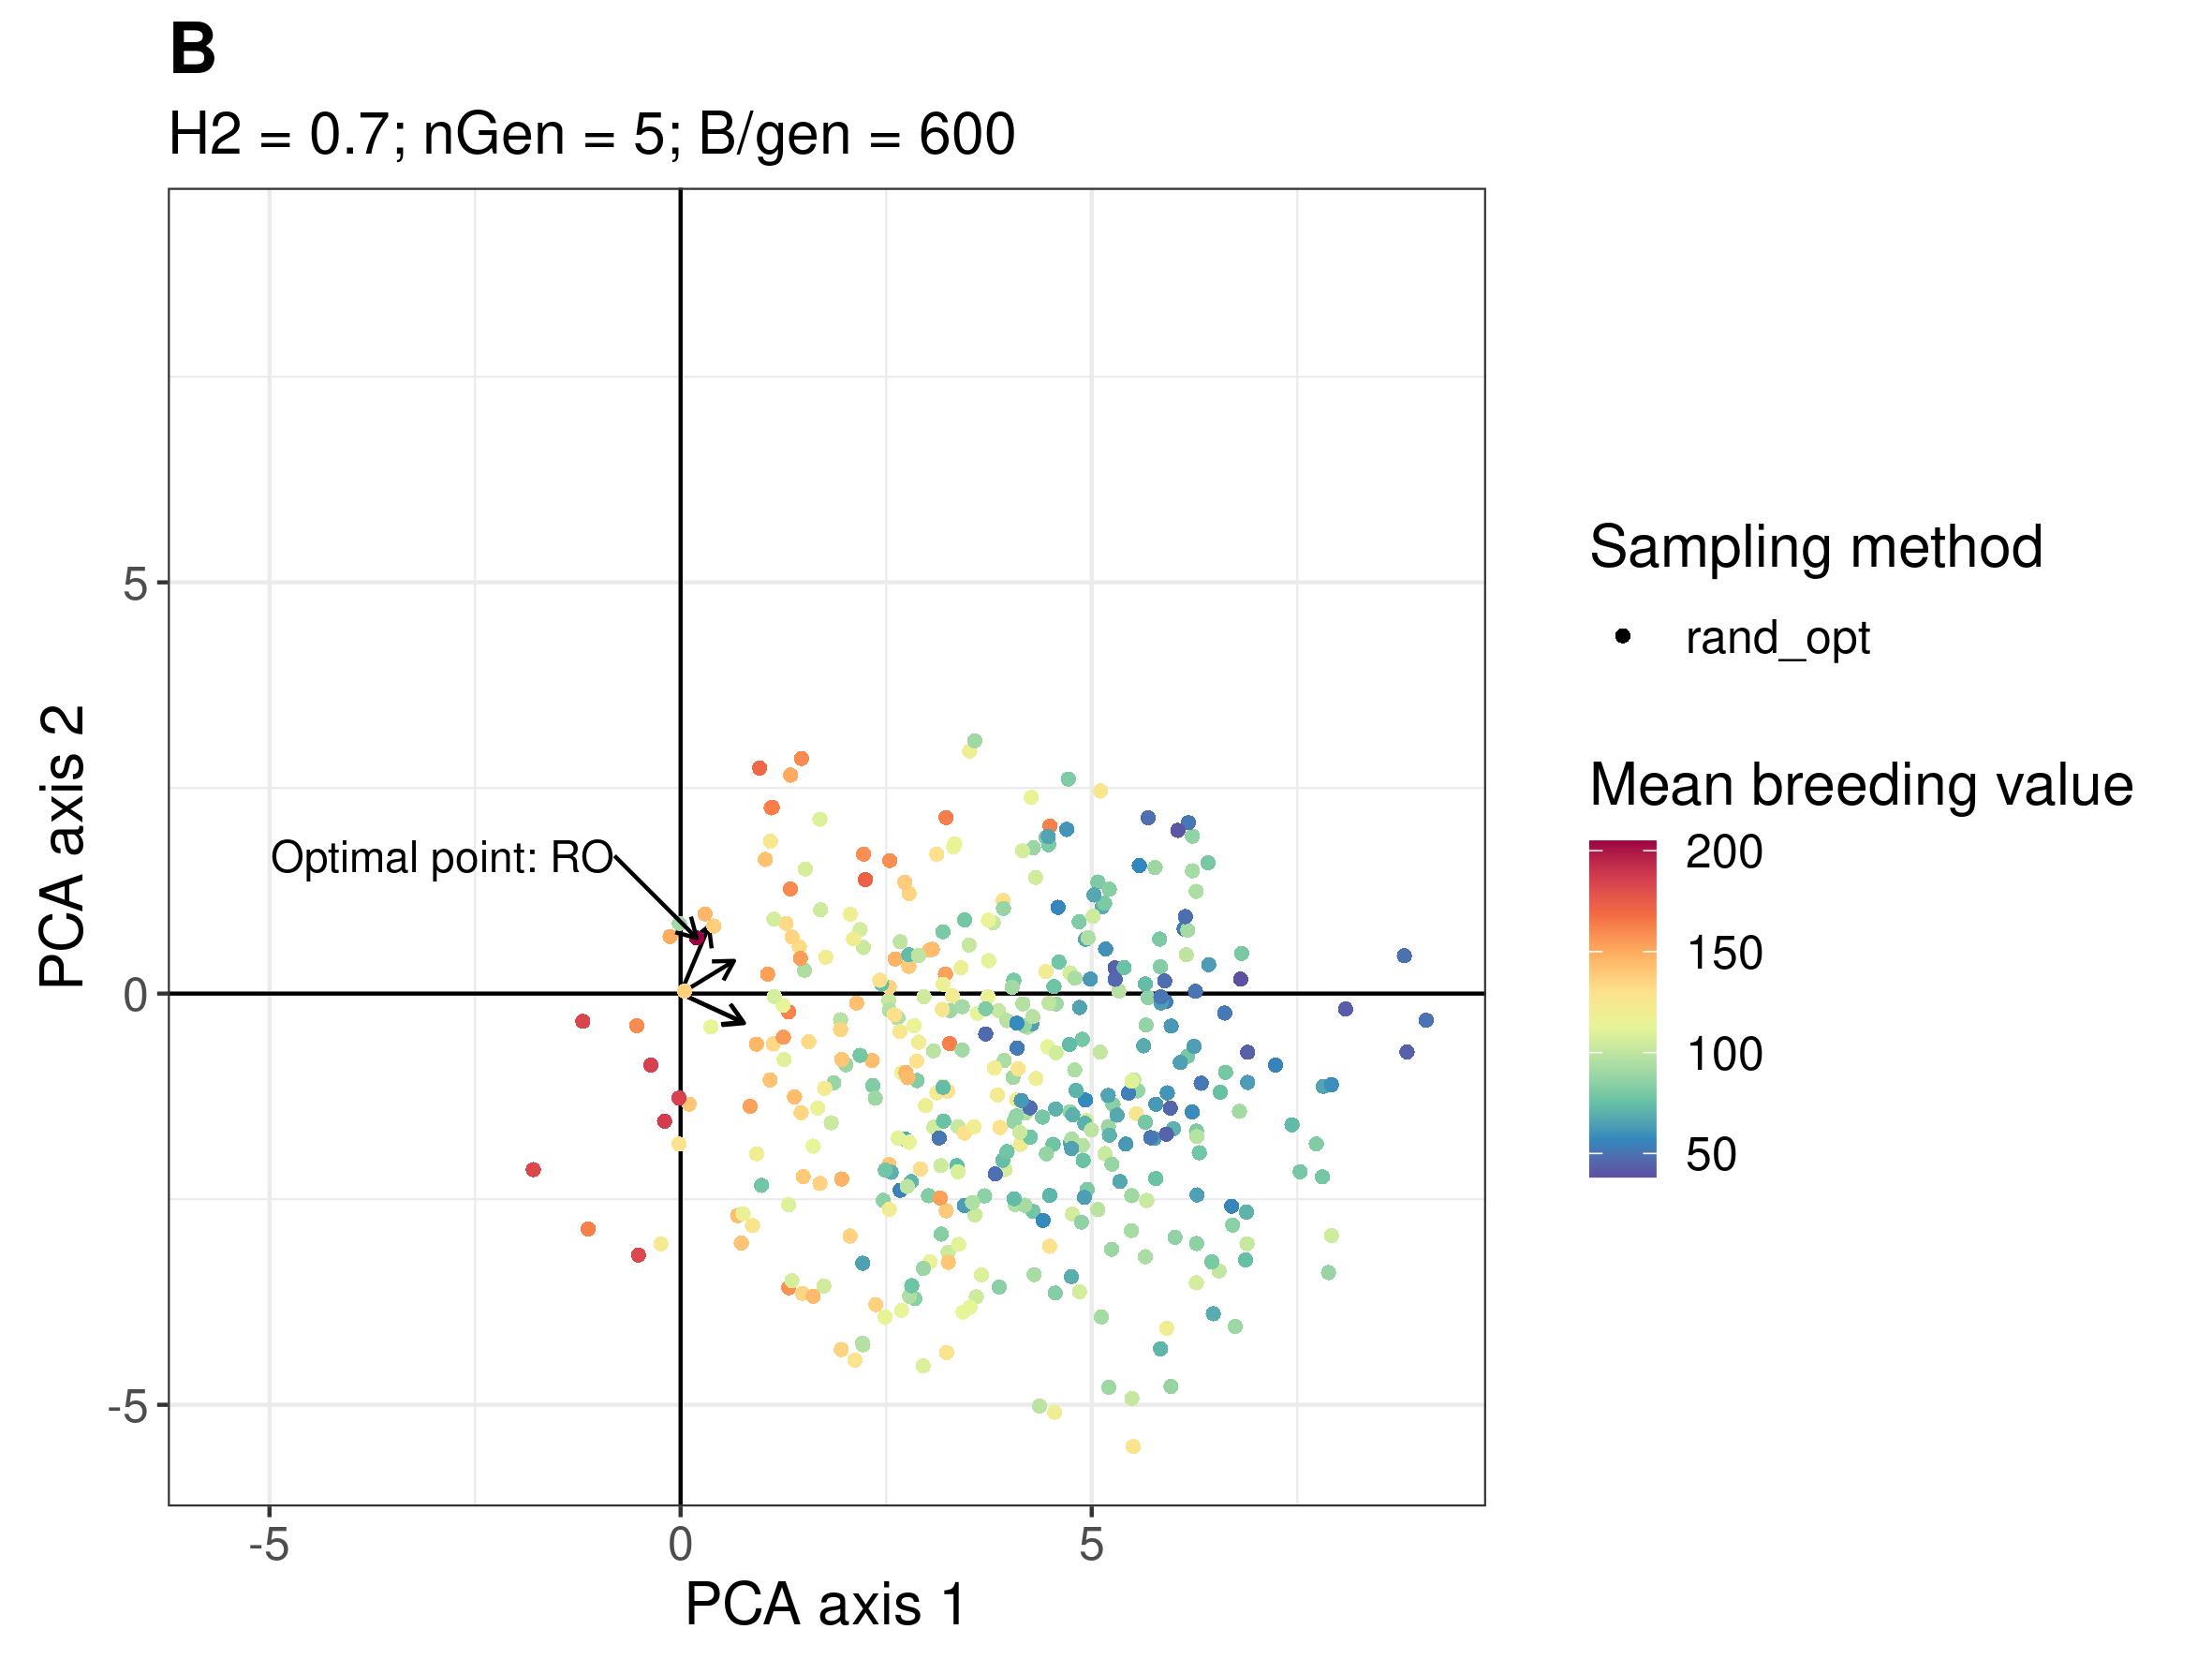 B
H2 = 0.7; nGen = 5; B/gen = 600
PCA axis 2
5
0
-5
Optimal point: RO
-5
0
5
PCA axis 1
Sampling method
rand_opt
Mean breeding value
200
150
100
50